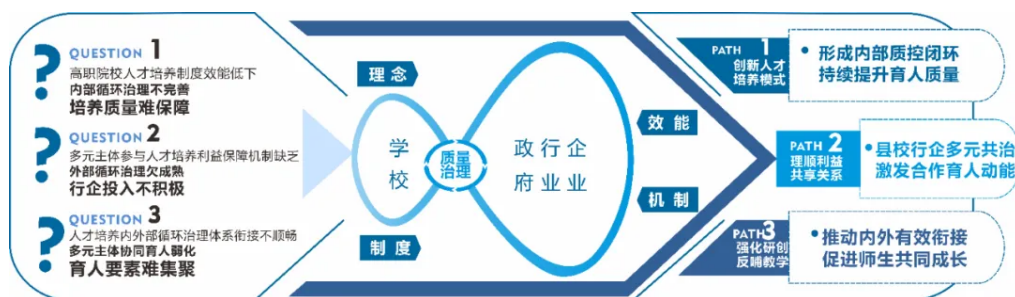 QUESTION 1
高职院校人才培养制度效能低下
内部循环治理不完善
培养质量难保障
QUESTION 2
多元主体参与人才培养利益保障机制缺乏
外部循环治理欠成熟
行企投入不积极
QUESTION 3
人才培养内外部循环治理体系衔接不顺畅
多元主体协同育人弱化
育人要素难集聚
理念
学校
制度
质量
治理
政府
行业
企业
效能
机制
PATH 1
创新人才
培养模式
形成内部质控闭环
持续提升育人质量
PATH 2
理顺利益
共享关系
县校行企多元共治
激发合作育人动能
PATH 3
强化研创
反哺教学
推动内外有效衔接
促进师生共同成长